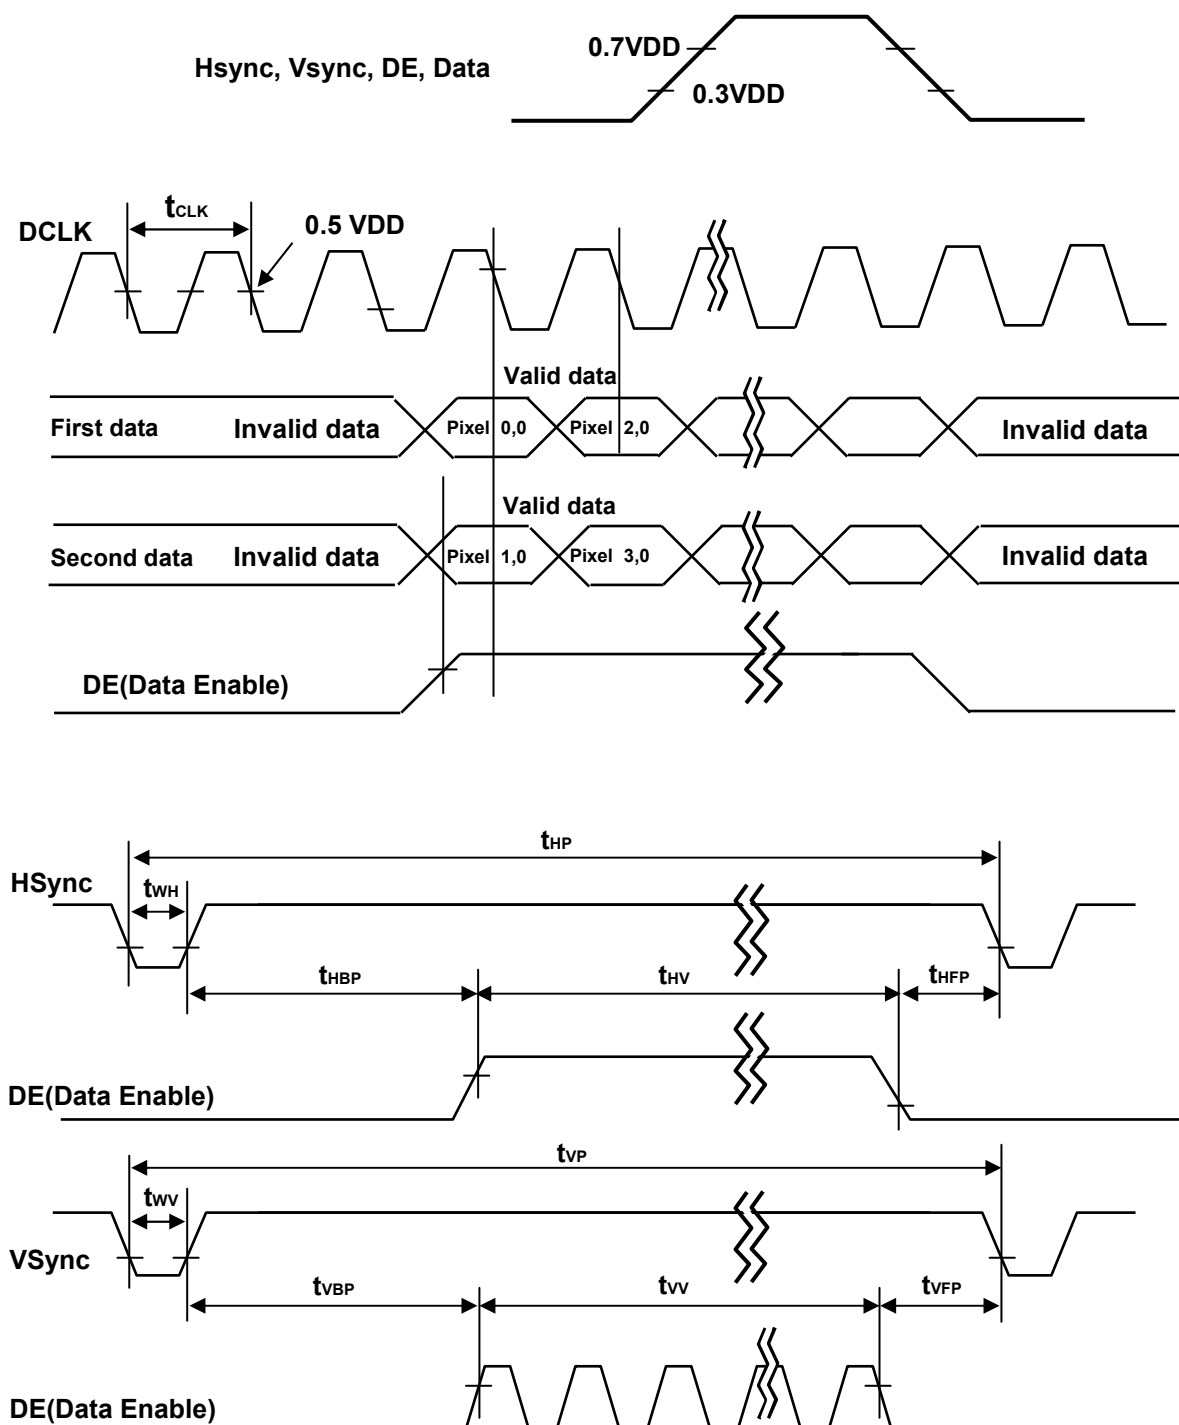 0.7VDD
Hsync, Vsync, DE, Data
0.3VDD
tCLK
DCLK
0.5 VDD
Valid data
First data Invalid data Pixel 0,0 Pixel 2,0 Invalid data
Valid data
Second data Invalid data Pixel 1,0 Pixel 3,0 Invalid data
DE(Data Enable)
tHP
HSync
tWH
tHBP tHV tHFP
DE(Data Enable)
tVP
tWV
VSync
tVBP tVV tVFP
DE(Data Enable)